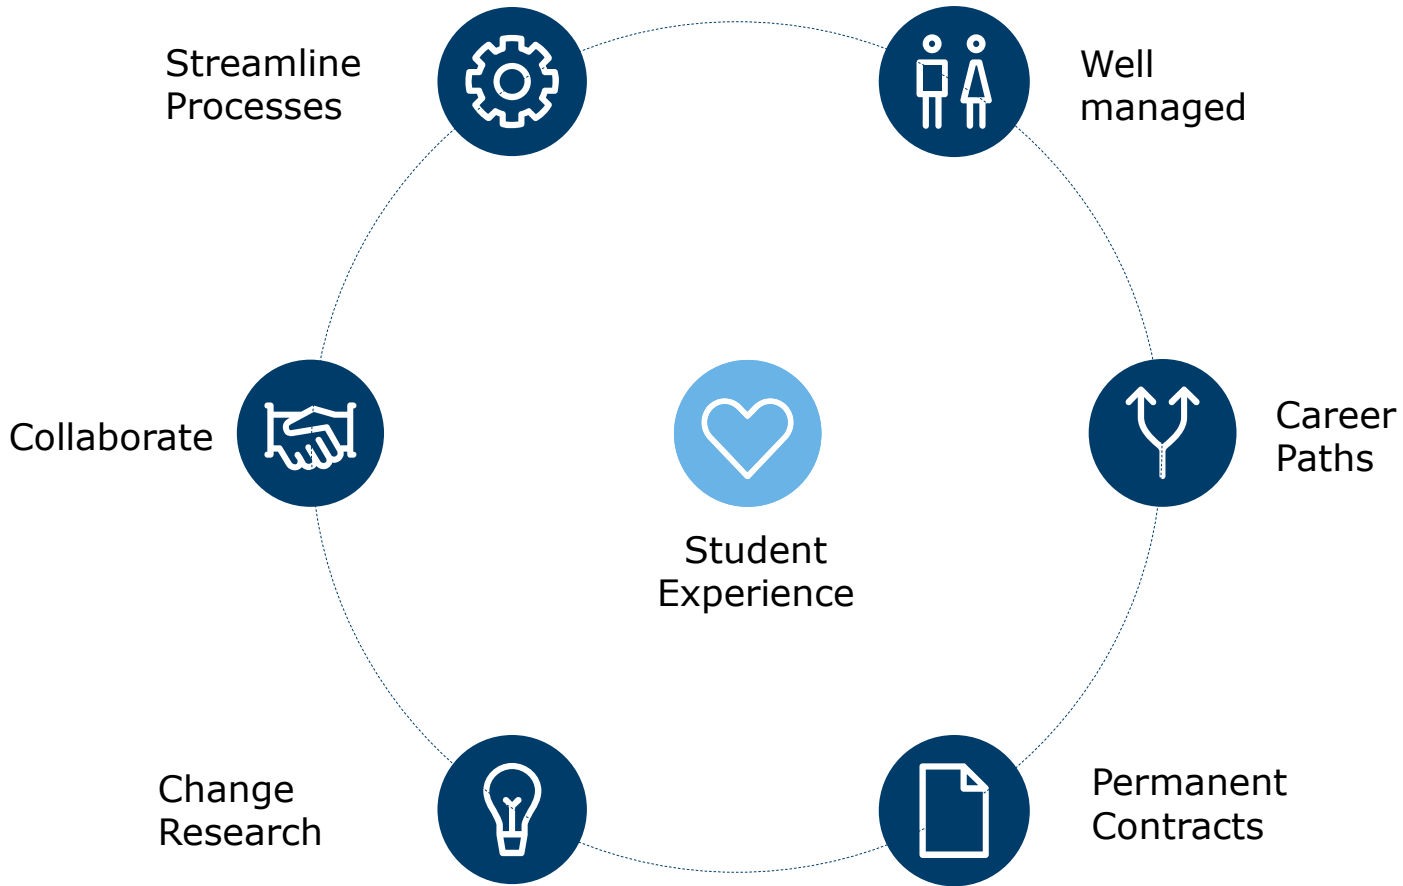 Streamline
Processes
Well
managed
Collaborate
Career
Paths
Student
Experience
Change
Research
Permanent
Contracts